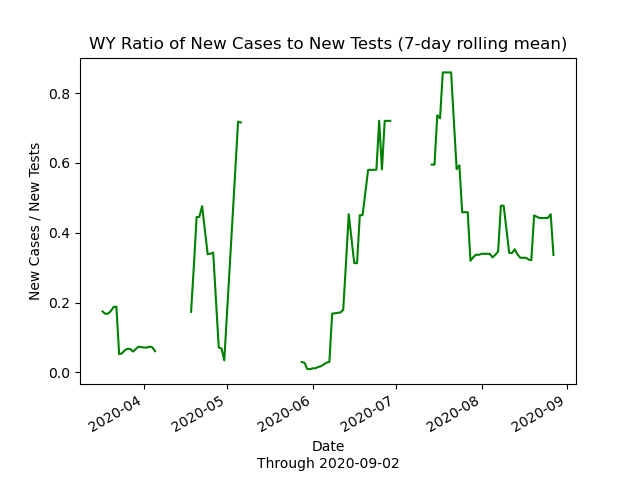 WY Ratio of New Cases to New Tests (7-day rolling mean)
New Cases / New Tests
0.8
0.6
0.4
0.2
0.0
2020-04
2020-05
2020-06
2020-07
2020-08
2020-09
Date
Through 2020-09-02